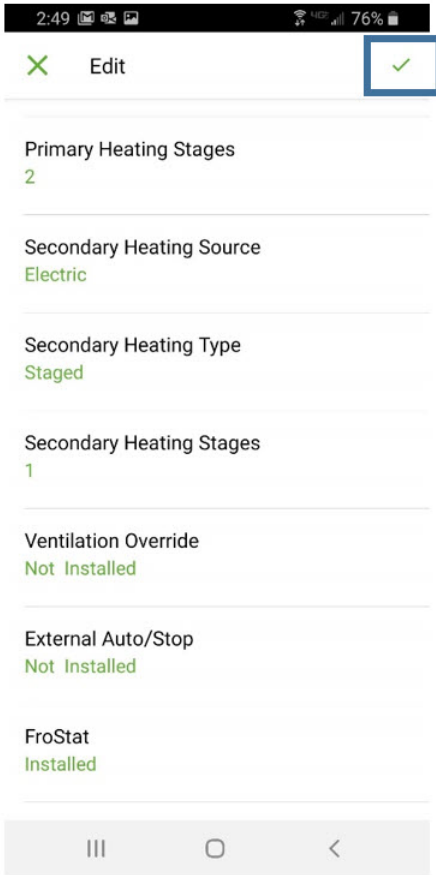 2:49 4GE 76%
Edit
Primary Heating Stages
2
Secondary Heating Source
Electric
Secondary Heating Type
Staged
Secondary Heating Stages
1
Ventilation Override
Not Installed
External Auto/Stop
Not Installed
FroStat
Installed